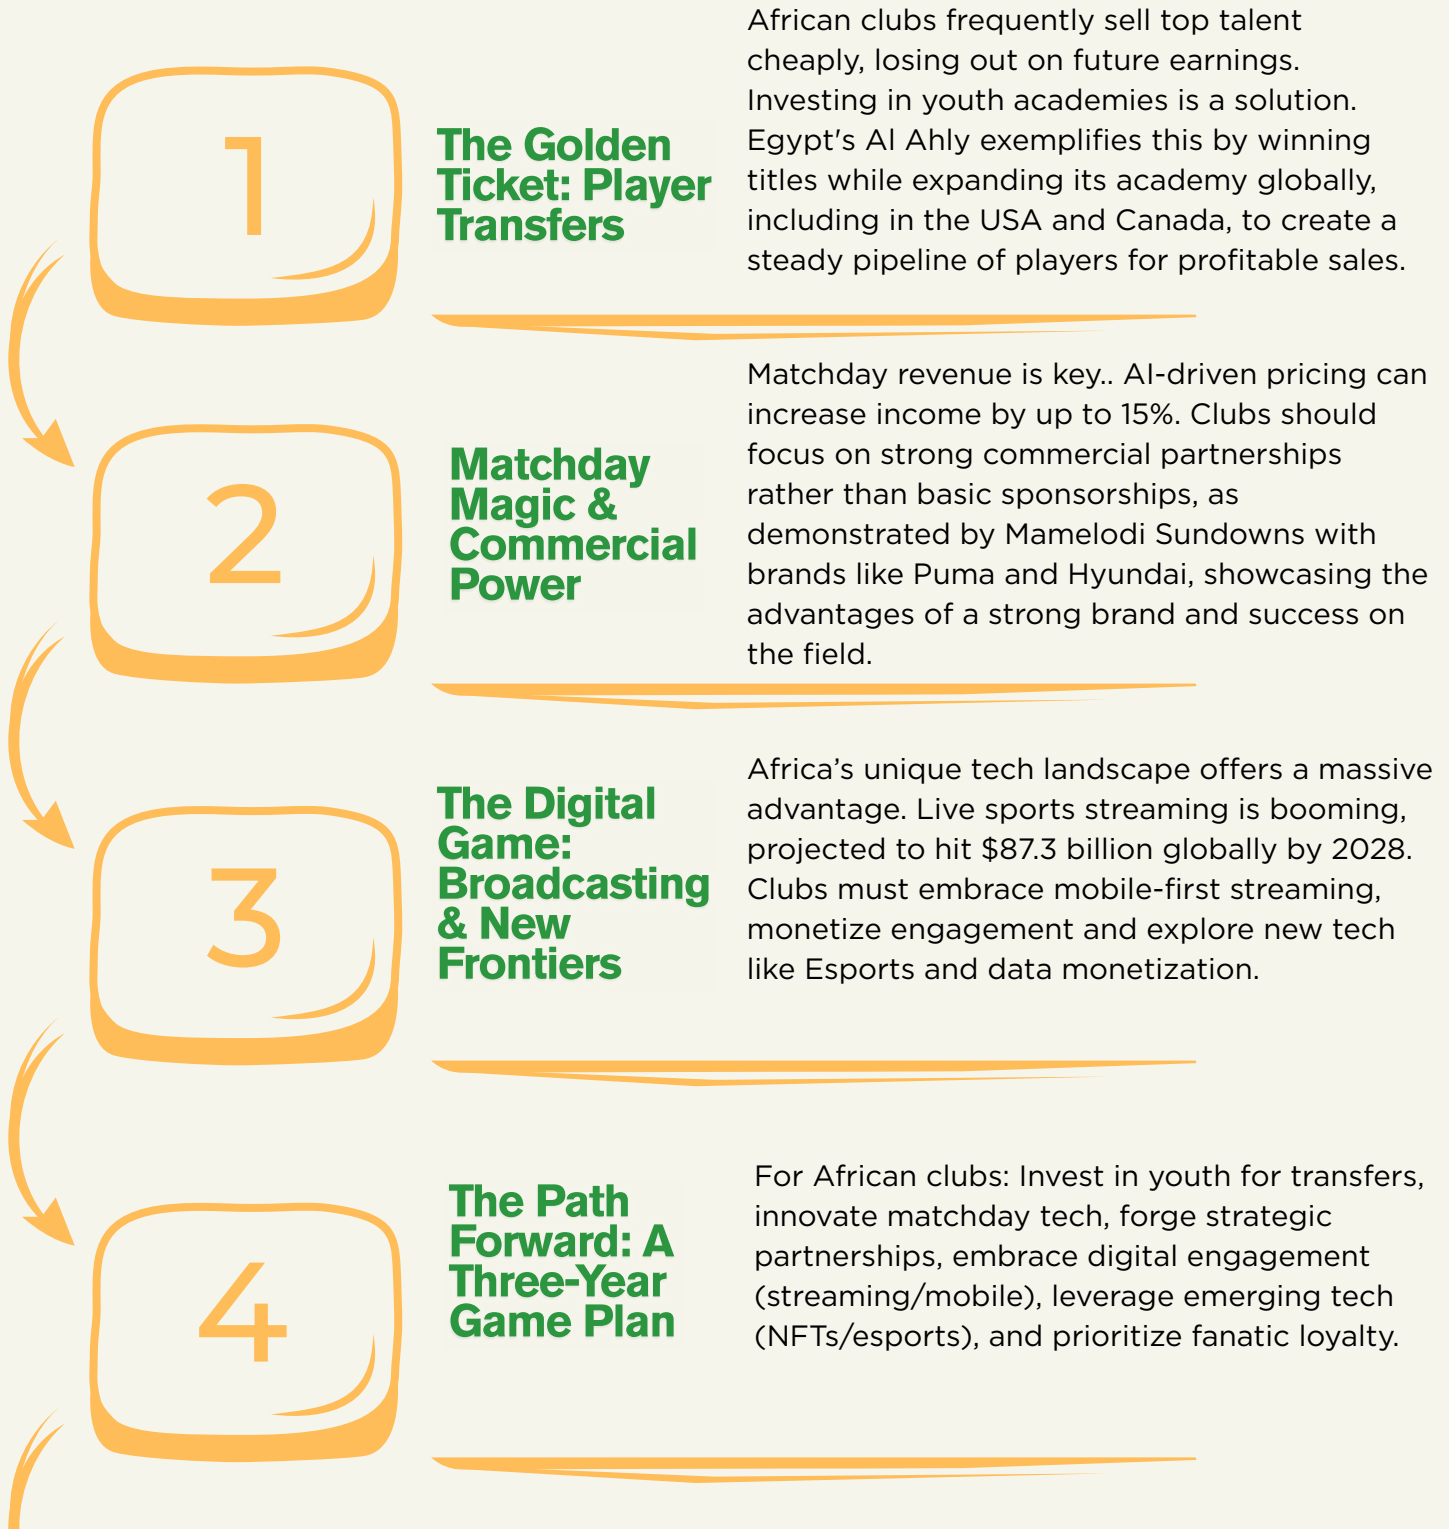 1
The Golden
Ticket: Player
Transfers
African clubs frequently sell top talent
cheaply, losing out on future earnings.
Investing in youth academies is a solution.
Egypt's Al Ahly exemplifies this by winning
titles while expanding its academy globally,
including in the USA and Canada, to create a
steady pipeline of players for profitable sales.
2
Matchday
Magic &
Commercial
Power
Matchday revenue is key.. AI-driven pricing can
increase income by up to 15%. Clubs should
focus on strong commercial partnerships
rather than basic sponsorships, as
demonstrated by Mamelodi Sundowns with
brands like Puma and Hyundai, showcasing the
advantages of a strong brand and success on
the field.
3
The Digital
Game:
Broadcasting
& New
Frontiers
Africa’s unique tech landscape offers a massive
advantage. Live sports streaming is booming,
projected to hit $87.3 billion globally by 2028.
Clubs must embrace mobile-first streaming,
monetize engagement and explore new tech
like Esports and data monetization.
4
The Path
Forward: A
Three-Year
Game Plan
For African clubs: Invest in youth for transfers,
innovate matchday tech, forge strategic
partnerships, embrace digital engagement
(streaming/mobile), leverage emerging tech
(NFTs/esports), and prioritize fanatic loyalty.